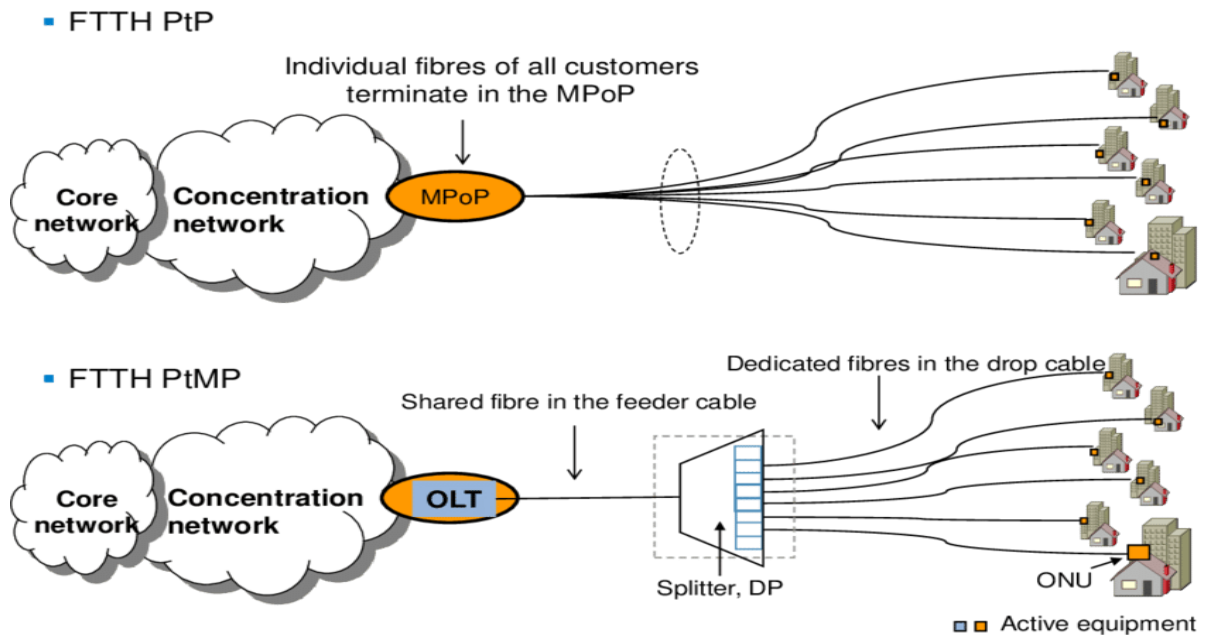 ▪ FTTH PtP
Individual fibres of all customers
terminate in the MPoP
Core
network
Concentration
network
MPoP
▪ FTTH PtMP
Dedicated fibres in the drop cable
Shared fibre in the feeder cable
Core
network
Concentration
network
OLT
Splitter, DP
ONU
Active equipment